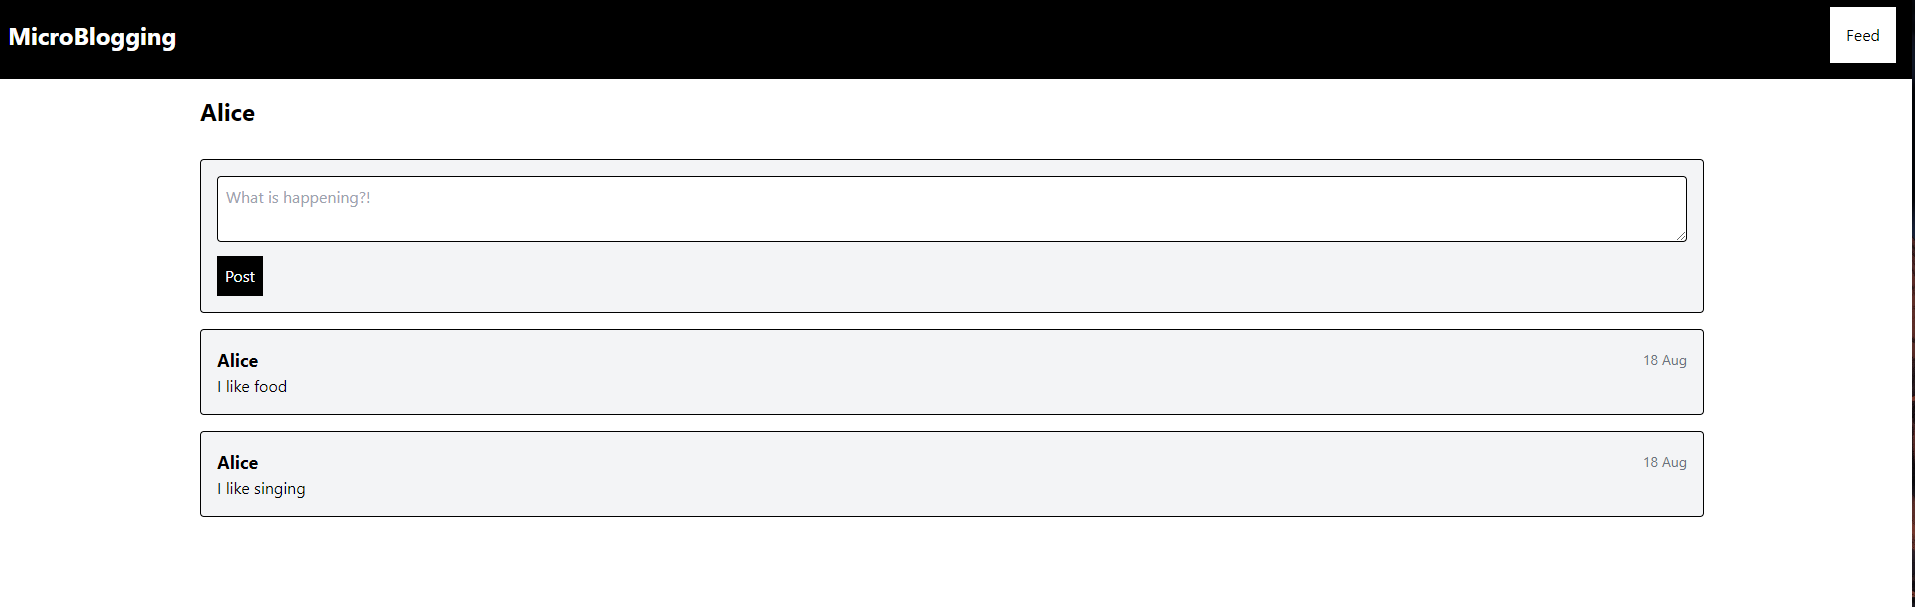 MicroBlogging
Feed
Alice
What is happening?!
Post
Alice
18 Aug
I like food
Alice
18 Aug
I like singing